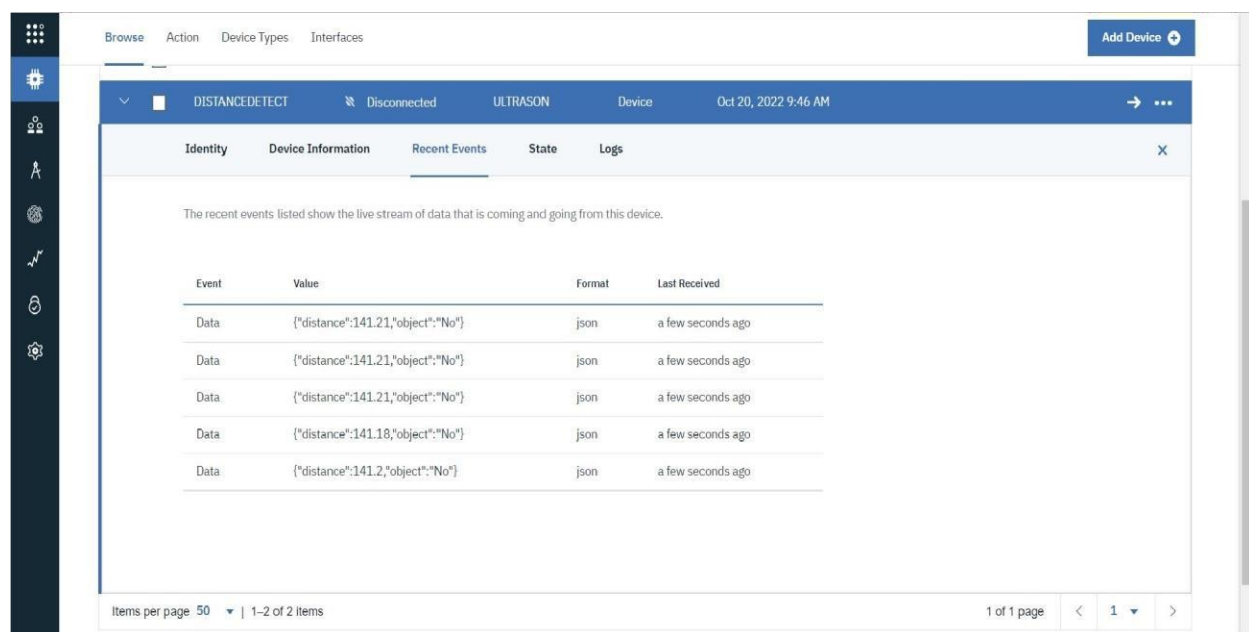 Browse Action Device Types Interfaces Add Device
DISTANCEDETECT Disconnected ULTRASON Device Oct 20, 2022 9:46 AM
Identity Device Information Recent Events State Logs
The recent events listed show the live stream of data that is coming and going from this device.
Event Value Format Last Received
Data {"distance":141.21,"object":"No"} json a few seconds ago
Data {"distance":141.21,"object":"No"} json a few seconds ago
Data {"distance":141.21,"object":"No"} json a few seconds ago
Data {"distance":141.18,"object":"No"} json a few seconds ago
Data {"distance":141.2,"object":"No"} json a few seconds ago
Items per page 50 | 1–2 of 2 items 1 of 1 page 1